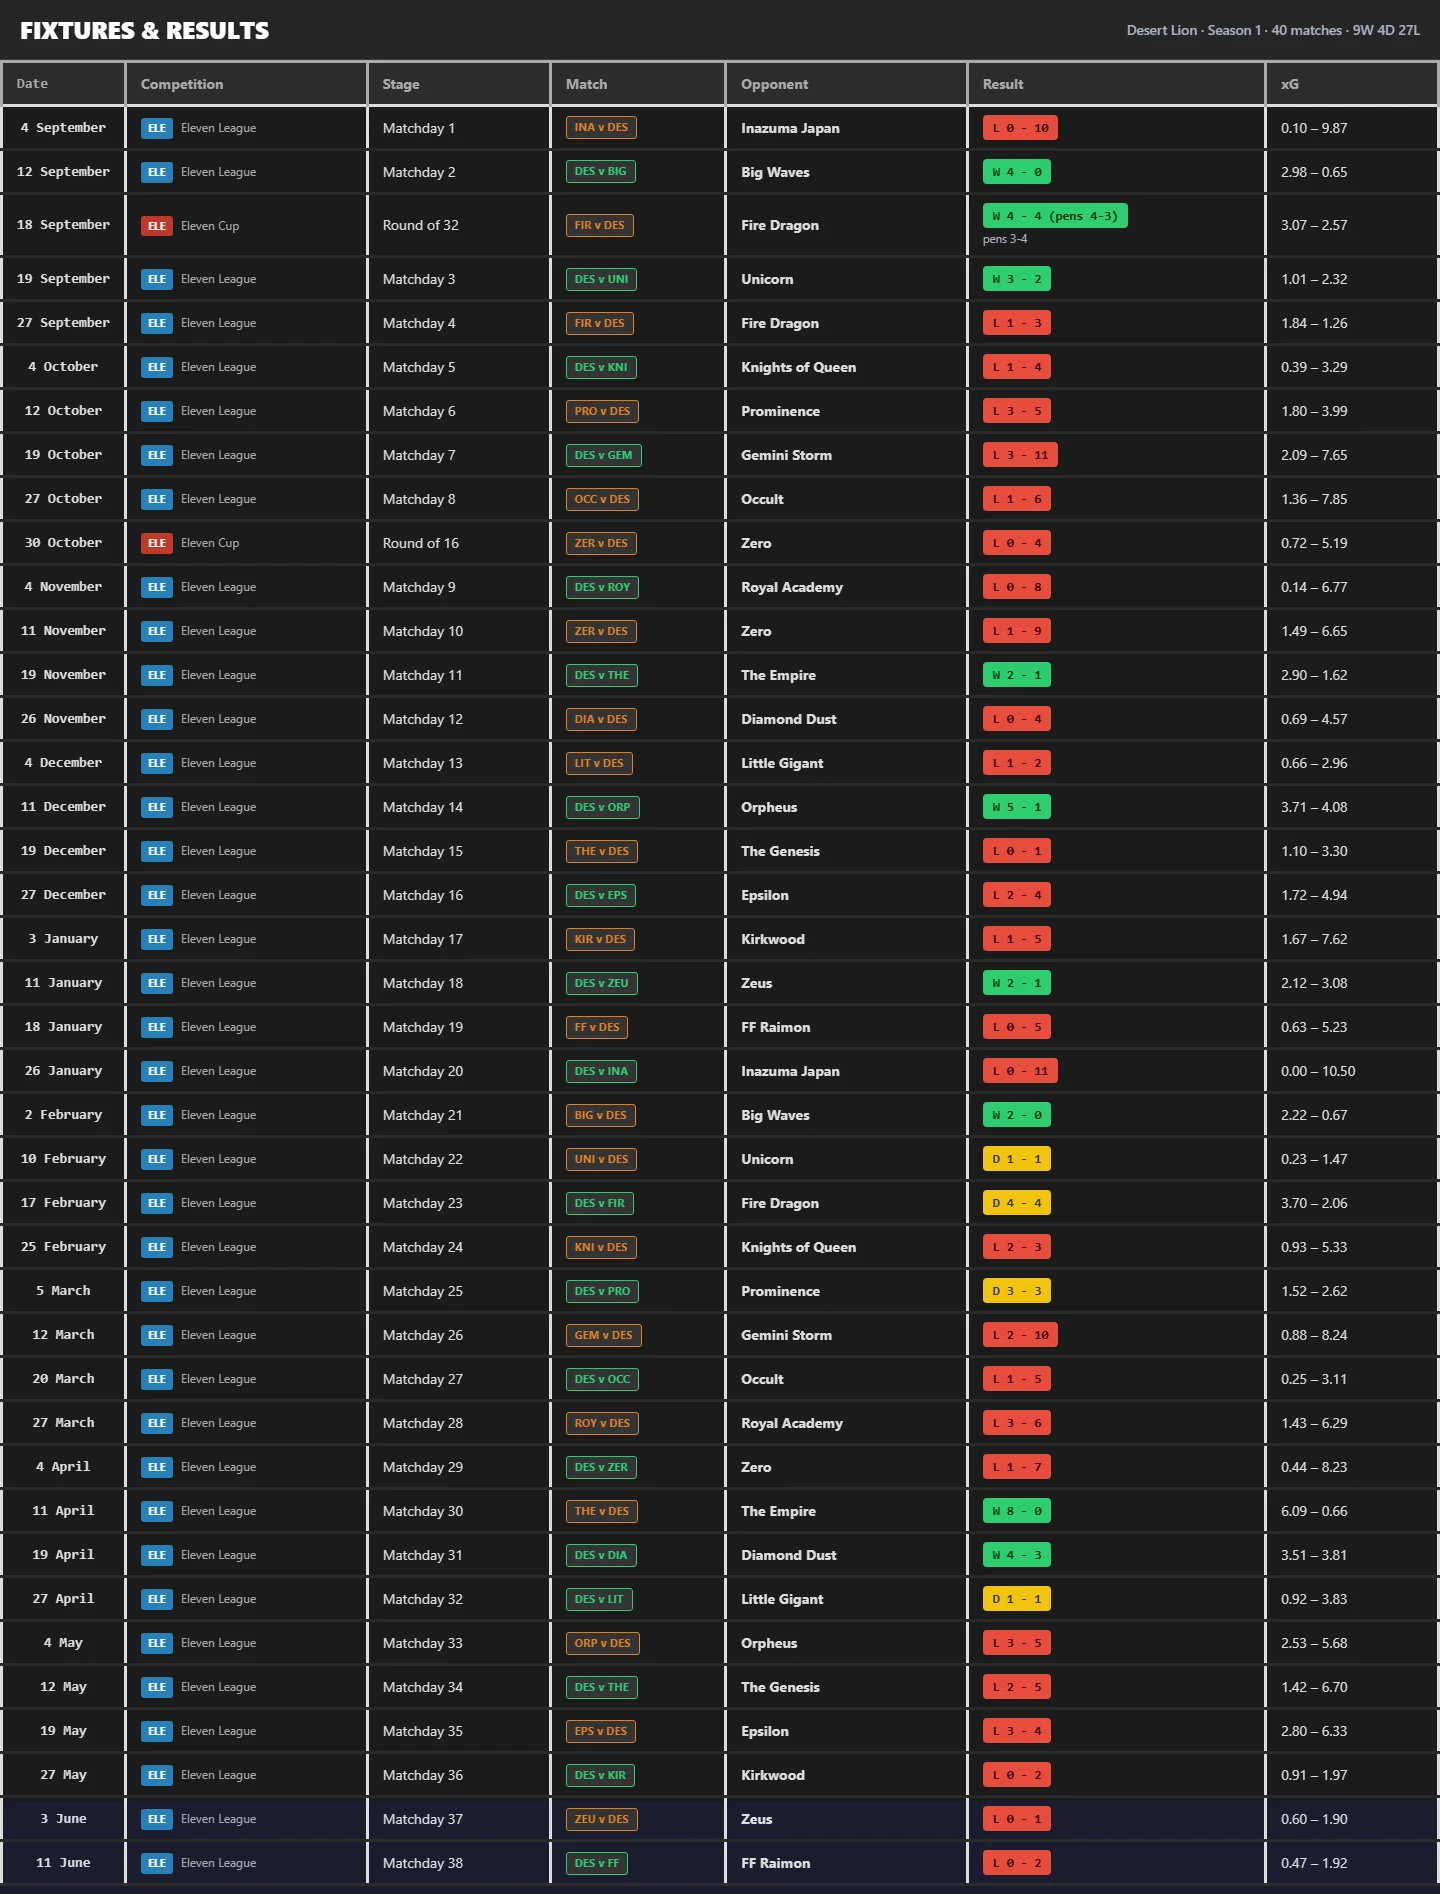 FIXTURES & RESULTS
Desert Lion · Season 1 · 40 matches · 9W 4D 27L
Date Competition Stage Match Opponent Result xG
4 September ELE Eleven League Matchday 1 INA v DES Inazuma Japan L 0 - 10 0.10 – 9.87
12 September ELE Eleven League Matchday 2 DES v BIG Big Waves W 4 - 0 2.98 – 0.65
18 September ELE Eleven Cup Round of 32 FIR v DES Fire Dragon W 4 - 4 (pens 4-3) 3.07 – 2.57
pens 3-4
19 September ELE Eleven League Matchday 3 DES v UNI Unicorn W 3 - 2 1.01 – 2.32
27 September ELE Eleven League Matchday 4 FIR v DES Fire Dragon L 1 - 3 1.84 – 1.26
4 October ELE Eleven League Matchday 5 DES v KNI Knights of Queen L 1 - 4 0.39 – 3.29
12 October ELE Eleven League Matchday 6 PRO v DES Prominence L 3 - 5 1.80 – 3.99
19 October ELE Eleven League Matchday 7 DES v GEM Gemini Storm L 3 - 11 2.09 – 7.65
27 October ELE Eleven League Matchday 8 OCC v DES Occult L 1 - 6 1.36 – 7.85
30 October ELE Eleven Cup Round of 16 ZER v DES Zero L 0 - 4 0.72 – 5.19
4 November ELE Eleven League Matchday 9 DES v ROY Royal Academy L 0 - 8 0.14 – 6.77
11 November ELE Eleven League Matchday 10 ZER v DES Zero L 1 - 9 1.49 – 6.65
19 November ELE Eleven League Matchday 11 DES v THE The Empire W 2 - 1 2.90 – 1.62
26 November ELE Eleven League Matchday 12 DIA v DES Diamond Dust L 0 - 4 0.69 – 4.57
4 December ELE Eleven League Matchday 13 LIT v DES Little Gigant L 1 - 2 0.66 – 2.96
11 December ELE Eleven League Matchday 14 DES v ORP Orpheus W 5 - 1 3.71 – 4.08
19 December ELE Eleven League Matchday 15 THE v DES The Genesis L 0 - 1 1.10 – 3.30
27 December ELE Eleven League Matchday 16 DES v EPS Epsilon L 2 - 4 1.72 – 4.94
3 January ELE Eleven League Matchday 17 KIR v DES Kirkwood L 1 - 5 1.67 – 7.62
11 January ELE Eleven League Matchday 18 DES v ZEU Zeus W 2 - 1 2.12 – 3.08
18 January ELE Eleven League Matchday 19 FF v DES FF Raimon L 0 - 5 0.63 – 5.23
26 January ELE Eleven League Matchday 20 DES v INA Inazuma Japan L 0 - 11 0.00 – 10.50
2 February ELE Eleven League Matchday 21 BIG v DES Big Waves W 2 - 0 2.22 – 0.67
10 February ELE Eleven League Matchday 22 UNI v DES Unicorn D 1 - 1 0.23 – 1.47
17 February ELE Eleven League Matchday 23 DES v FIR Fire Dragon D 4 - 4 3.70 – 2.06
25 February ELE Eleven League Matchday 24 KNI v DES Knights of Queen L 2 - 3 0.93 – 5.33
5 March ELE Eleven League Matchday 25 DES v PRO Prominence D 3 - 3 1.52 – 2.62
12 March ELE Eleven League Matchday 26 GEM v DES Gemini Storm L 2 - 10 0.88 – 8.24
20 March ELE Eleven League Matchday 27 DES v OCC Occult L 1 - 5 0.25 – 3.11
27 March ELE Eleven League Matchday 28 ROY v DES Royal Academy L 3 - 6 1.43 – 6.29
4 April ELE Eleven League Matchday 29 DES v ZER Zero L 1 - 7 0.44 – 8.23
11 April ELE Eleven League Matchday 30 THE v DES The Empire W 8 - 0 6.09 – 0.66
19 April ELE Eleven League Matchday 31 DES v DIA Diamond Dust W 4 - 3 3.51 – 3.81
27 April ELE Eleven League Matchday 32 DES v LIT Little Gigant D 1 - 1 0.92 – 3.83
4 May ELE Eleven League Matchday 33 ORP v DES Orpheus L 3 - 5 2.53 – 5.68
12 May ELE Eleven League Matchday 34 DES v THE The Genesis L 2 - 5 1.42 – 6.70
19 May ELE Eleven League Matchday 35 EPS v DES Epsilon L 3 - 4 2.80 – 6.33
27 May ELE Eleven League Matchday 36 DES v KIR Kirkwood L 0 - 2 0.91 – 1.97
3 June ELE Eleven League Matchday 37 ZEU v DES Zeus L 0 - 1 0.60 – 1.90
11 June ELE Eleven League Matchday 38 DES v FF FF Raimon L 0 - 2 0.47 – 1.92